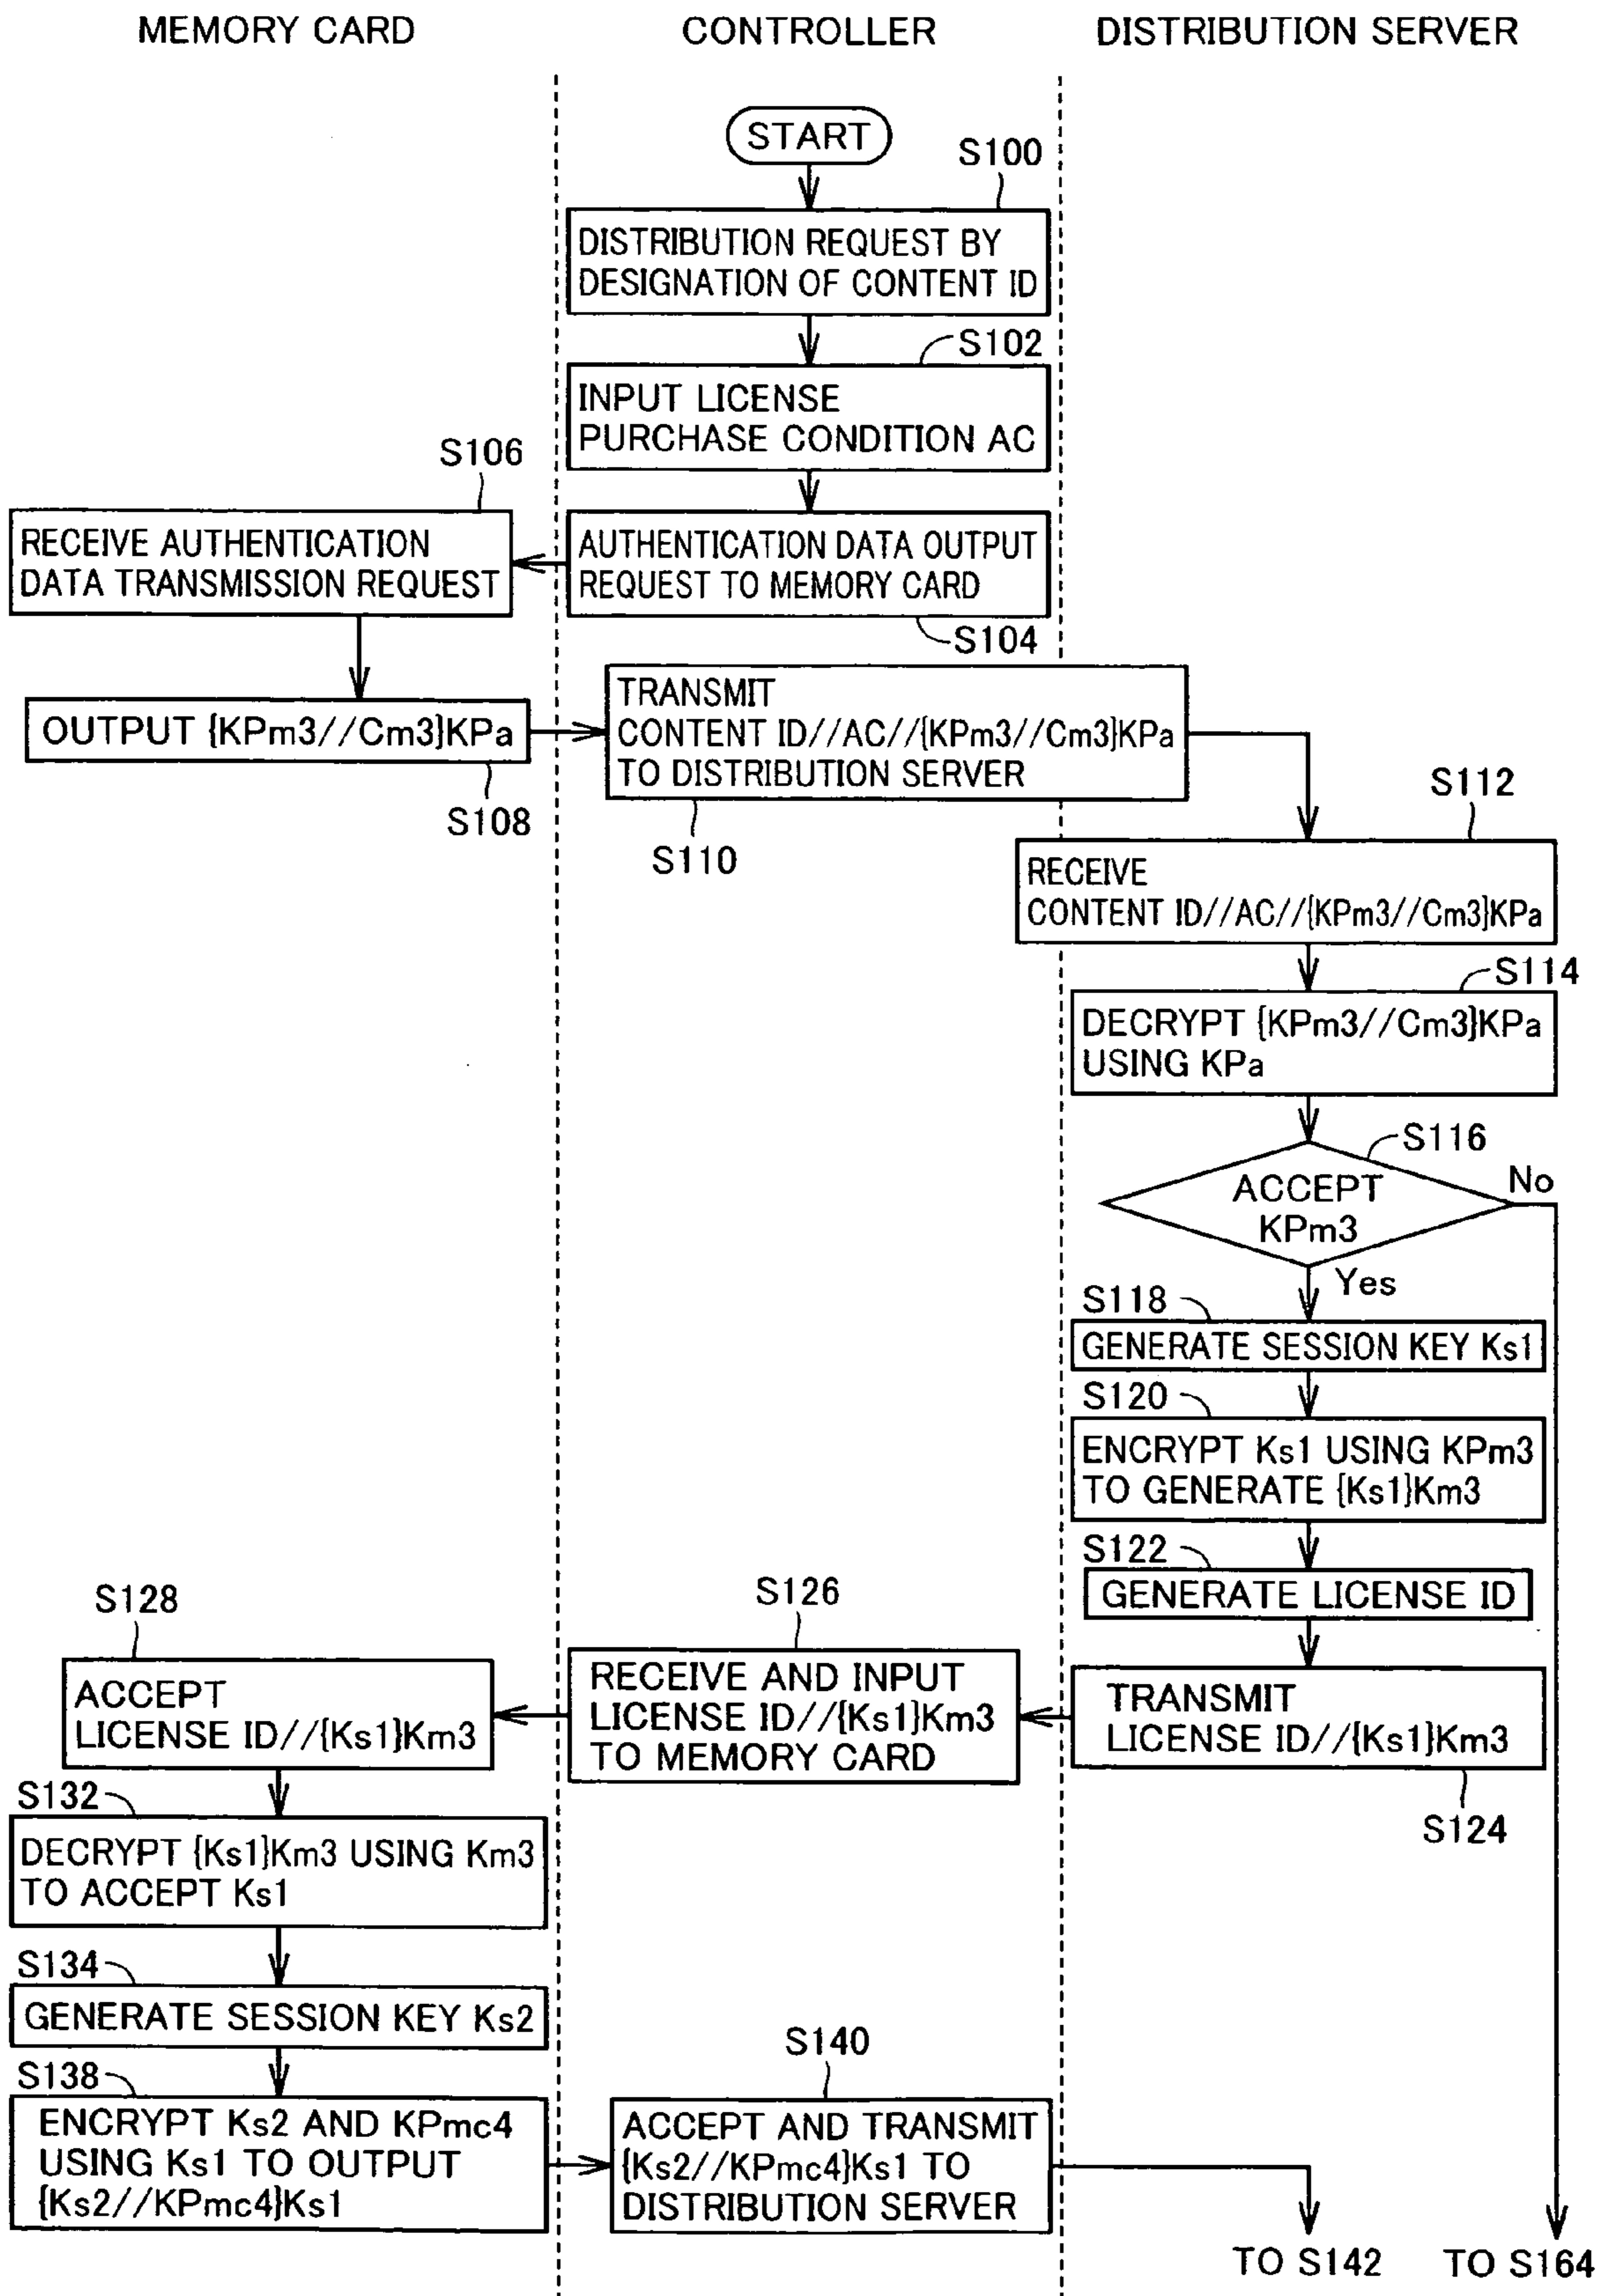 MEMORY CARD
CONTROLLER
DISTRIBUTION SERVER
START
S100
DISTRIBUTION REQUEST BY
DESIGNATION OF CONTENT ID
S102
INPUT LICENSE
PURCHASE CONDITION AC
S106
RECEIVE AUTHENTICATION
DATA TRANSMISSION REQUEST
AUTHENTICATION DATA OUTPUT
REQUEST TO MEMORY CARD
S104
OUTPUT {KPm3//Cm3}KPa
S108
TRANSMIT
CONTENT ID//AC//{KPm3//Cm3}KPa
TO DISTRIBUTION SERVER
S110
S112
RECEIVE
CONTENT ID//AC//{KPm3//Cm3}KPa
S114
DECRYPT {KPm3//Cm3}KPa
USING KPa
S116
ACCEPT
KPm3
No
Yes
S118
GENERATE SESSION KEY Ks1
S120
ENCRYPT Ks1 USING KPm3
TO GENERATE {Ks1}Km3
S122
GENERATE LICENSE ID
S128
ACCEPT
LICENSE ID//{Ks1}Km3
S126
RECEIVE AND INPUT
LICENSE ID//{Ks1}Km3
TO MEMORY CARD
TRANSMIT
LICENSE ID//{Ks1}Km3
S124
S132
DECRYPT {Ks1}Km3 USING Km3
TO ACCEPT Ks1
S134
GENERATE SESSION KEY Ks2
S138
ENCRYPT Ks2 AND KPmc4
USING Ks1 TO OUTPUT
{Ks2//KPmc4}Ks1
S140
ACCEPT AND TRANSMIT
{Ks2//KPmc4}Ks1 TO
DISTRIBUTION SERVER
TO S142
TO S164